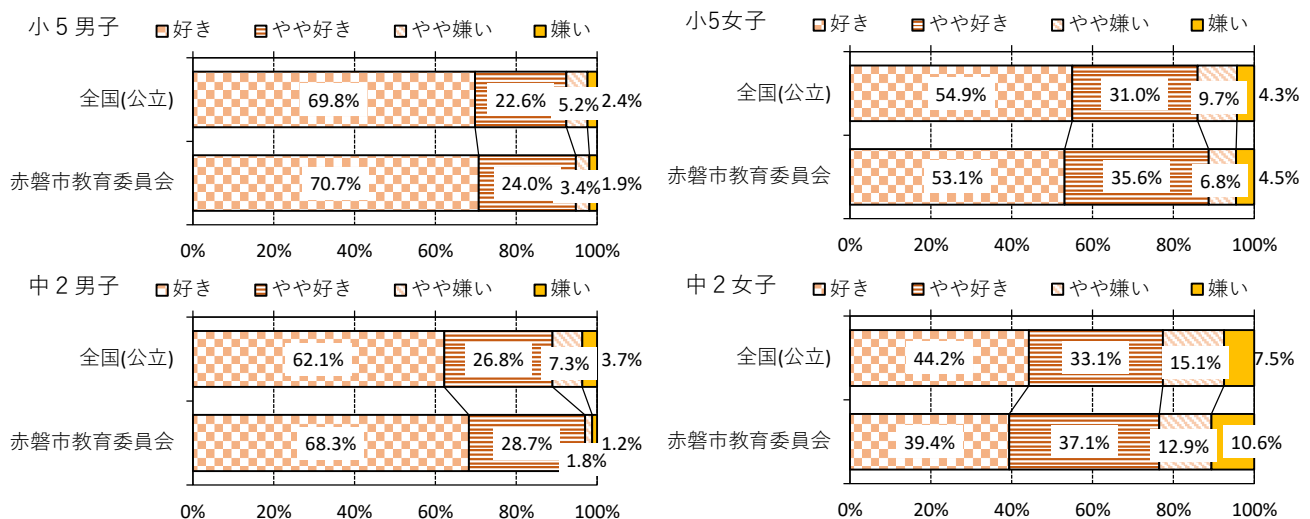 小５男子 好き やや好き やや嫌い 嫌い
全国(公立) 69.8% 22.6% 5.2% 2.4%
赤磐市教育委員会 70.7% 24.0% 3.4% 1.9%
0% 20% 40% 60% 80% 100%
小5女子 好き やや好き やや嫌い 嫌い
全国(公立) 54.9% 31.0% 9.7% 4.3%
赤磐市教育委員会 53.1% 35.6% 6.8% 4.5%
0% 20% 40% 60% 80% 100%
中２男子 好き やや好き やや嫌い 嫌い
全国(公立) 62.1% 26.8% 7.3% 3.7%
赤磐市教育委員会 68.3% 28.7% 1.8% 1.2%
0% 20% 40% 60% 80% 100%
中２女子 好き やや好き やや嫌い 嫌い
全国(公立) 44.2% 33.1% 15.1% 7.5%
赤磐市教育委員会 39.4% 37.1% 12.9% 10.6%
0% 20% 40% 60% 80% 100%